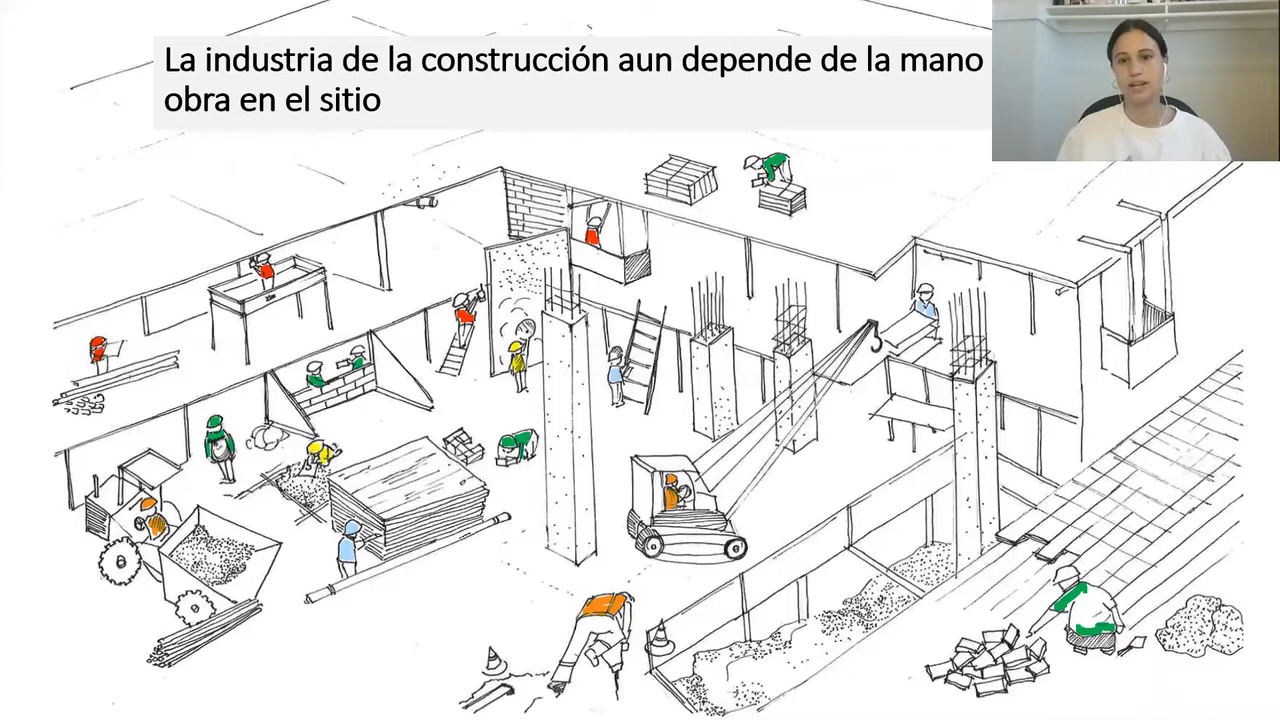 La industria de la construcción aun depende de la mano
obra en el sitio